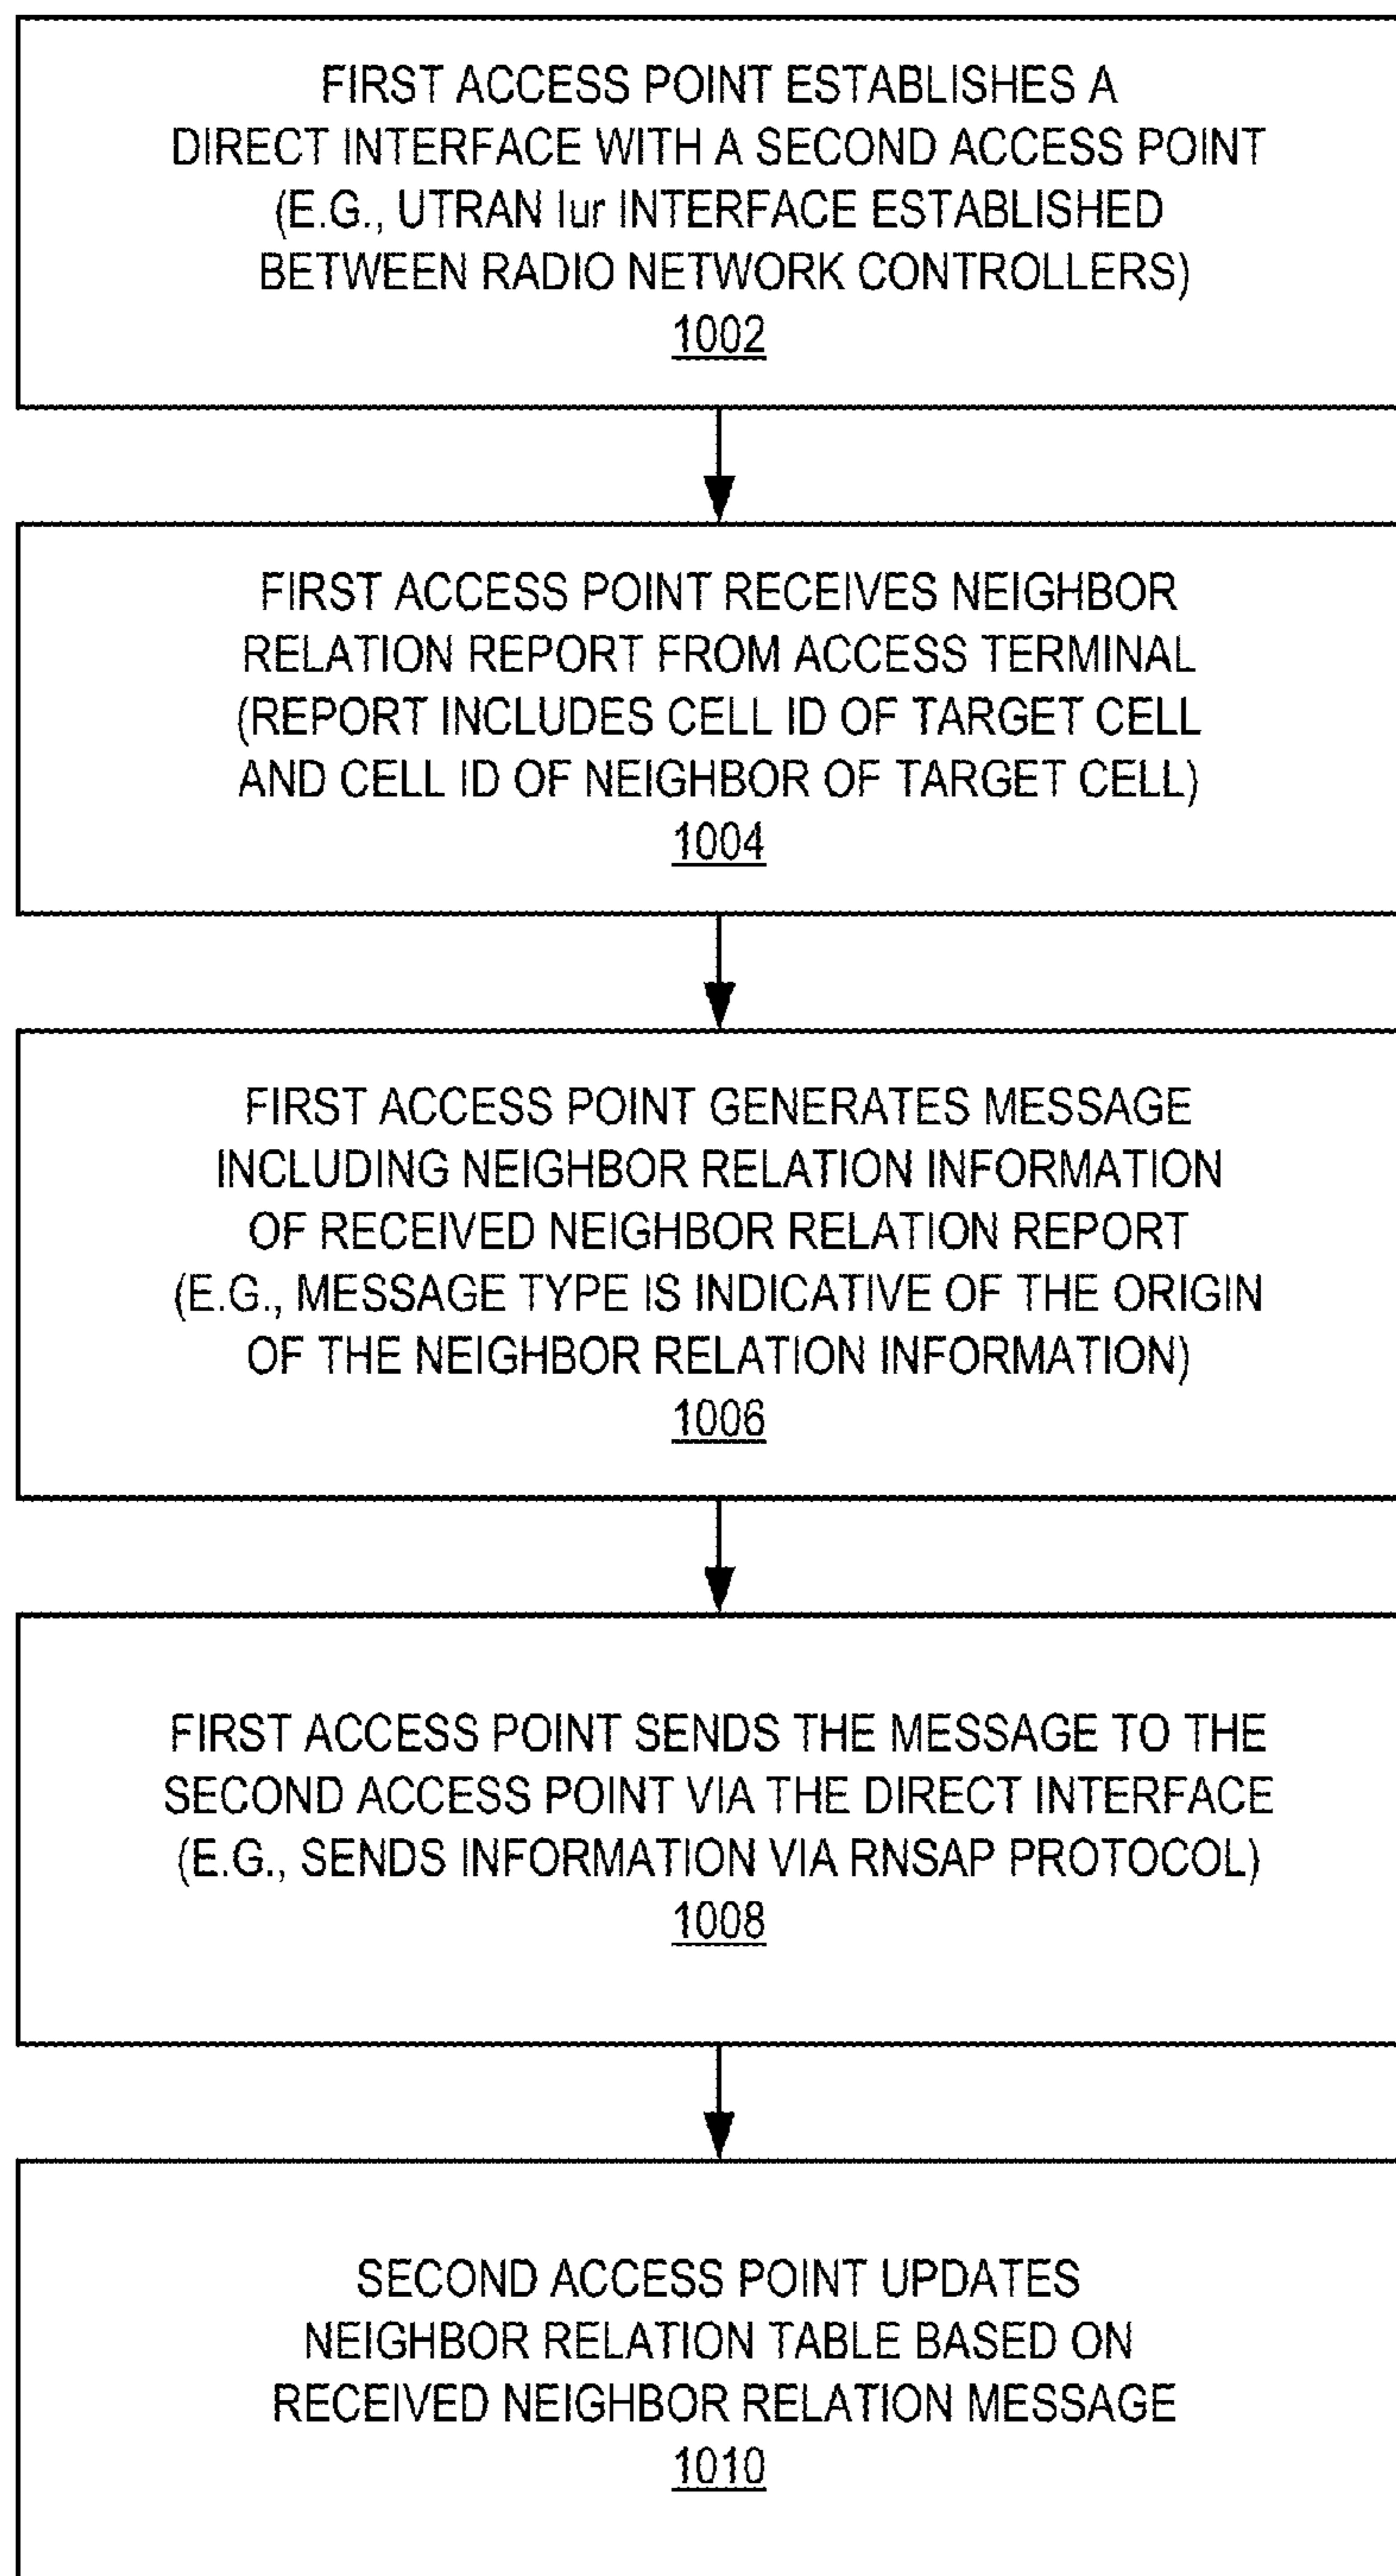 FIRST ACCESS POINT ESTABLISHES A
DIRECT INTERFACE WITH A SECOND ACCESS POINT
(E.G., UTRAN Iur INTERFACE ESTABLISHED
BETWEEN RADIO NETWORK CONTROLLERS)
1002
FIRST ACCESS POINT RECEIVES NEIGHBOR
RELATION REPORT FROM ACCESS TERMINAL
(REPORT INCLUDES CELL ID OF TARGET CELL
AND CELL ID OF NEIGHBOR OF TARGET CELL)
1004
FIRST ACCESS POINT GENERATES MESSAGE
INCLUDING NEIGHBOR RELATION INFORMATION
OF RECEIVED NEIGHBOR RELATION REPORT
(E.G., MESSAGE TYPE IS INDICATIVE OF THE ORIGIN
OF THE NEIGHBOR RELATION INFORMATION)
1006
FIRST ACCESS POINT SENDS THE MESSAGE TO THE
SECOND ACCESS POINT VIA THE DIRECT INTERFACE
(E.G., SENDS INFORMATION VIA RNSAP PROTOCOL)
1008
SECOND ACCESS POINT UPDATES
NEIGHBOR RELATION TABLE BASED ON
RECEIVED NEIGHBOR RELATION MESSAGE
1010